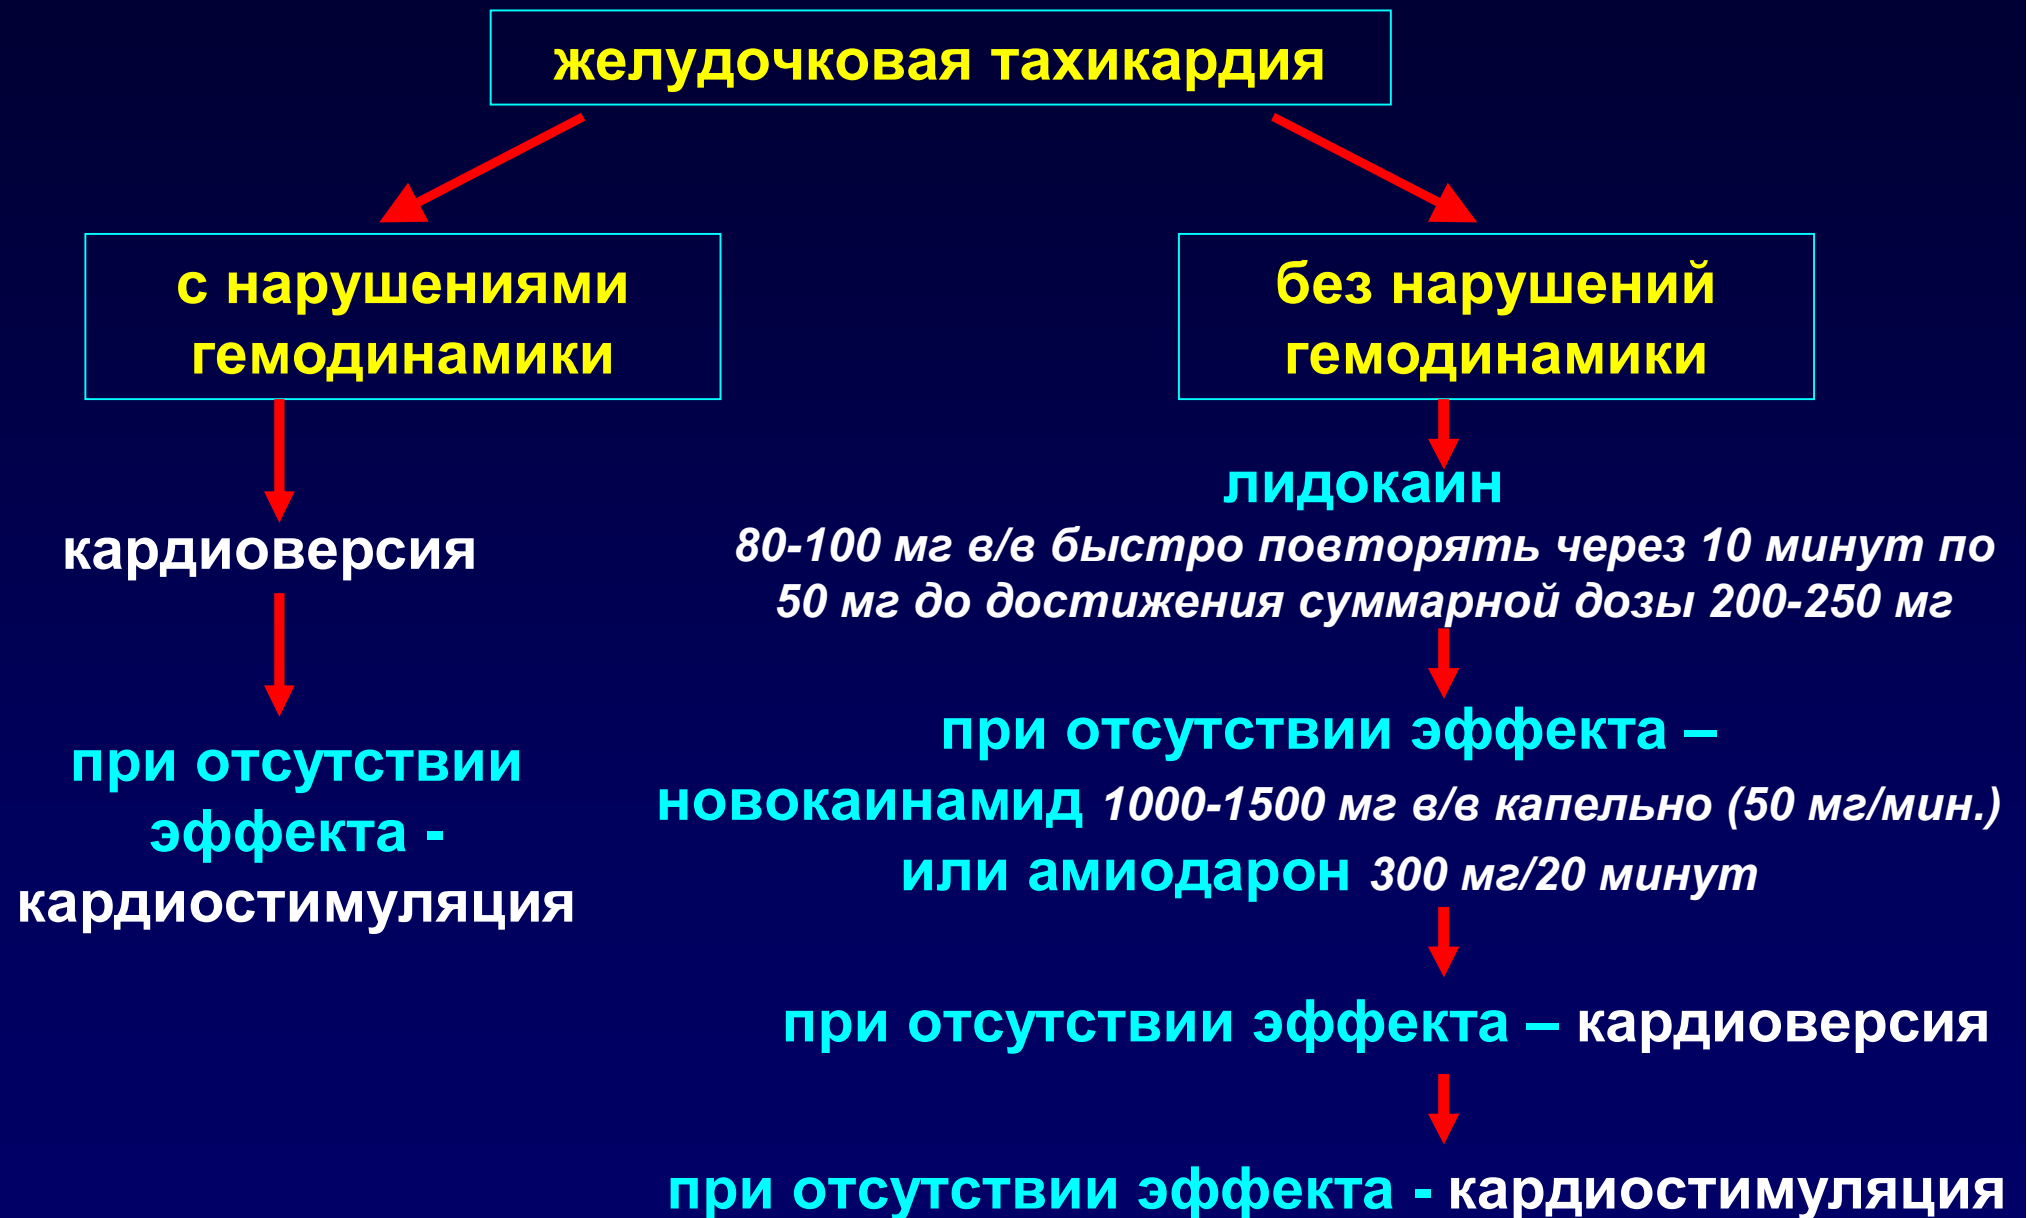 желудочковая тахикардия
с нарушениями
гемодинамики
кардиоверсия
при отсутствии
эффекта -
кардиостимуляция
без нарушений
гемодинамики
лидокаин
80-100 мг в/в быстро повторять через 10 минут по
50 мг до достижения суммарной дозы 200-250 мг
при отсутствии эффекта –
новокаинамид 1000-1500 мг в/в капельно (50 мг/мин.)
или амиодарон 300 мг/20 минут
при отсутствии эффекта – кардиоверсия
при отсутствии эффекта - кардиостимуляция